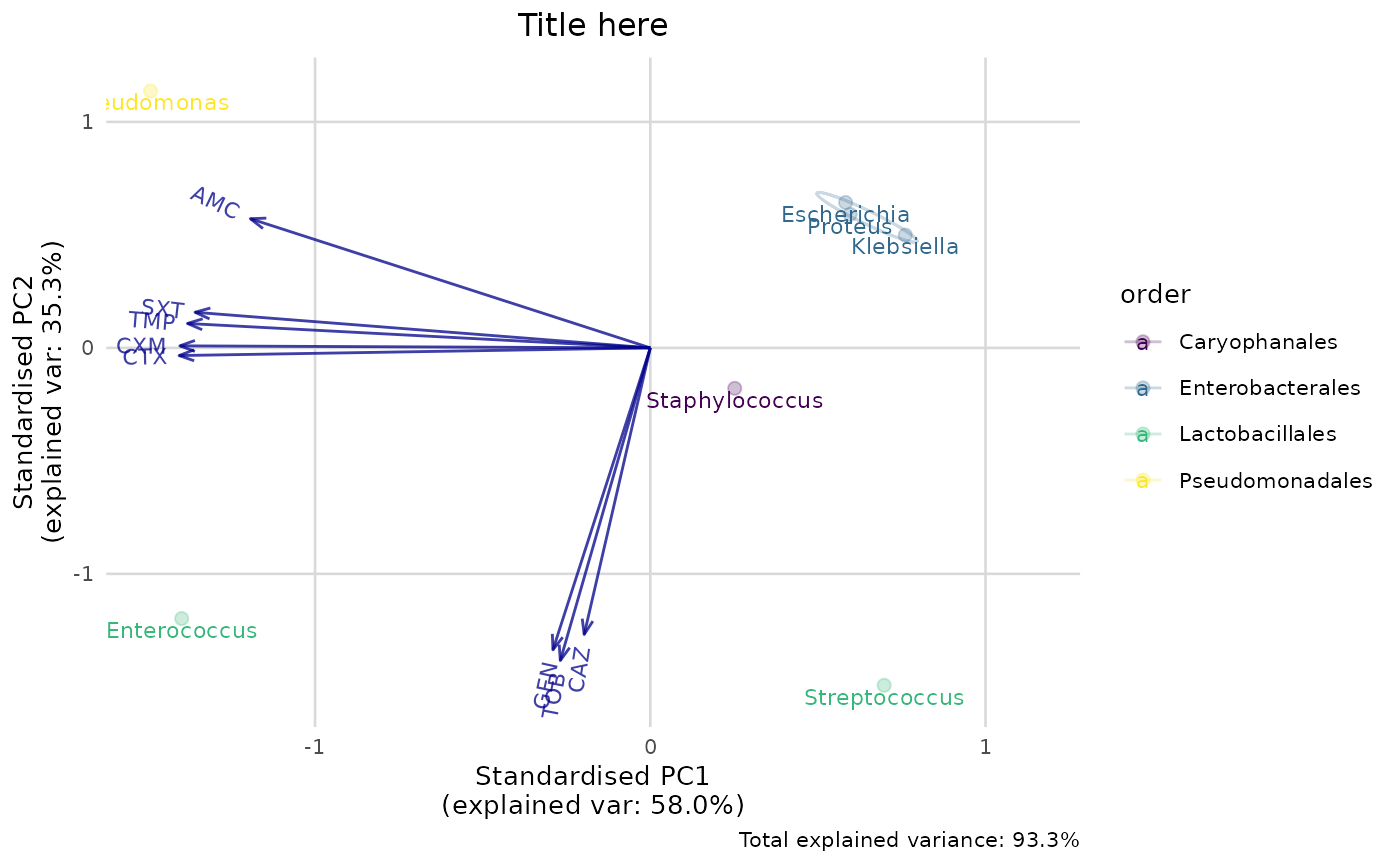 Title here
eudomonas
1
AMC
Escherichia
Proteus
Klebsiella
SXT
TMP
CXM
CTX
0
Staphylococcus
Standardised PC2
(explained var: 35.3%)
-1
Enterococcus
GEN
TOB
CAZ
Streptococcus
-1
0
1
Standardised PC1
(explained var: 58.0%)
Total explained variance: 93.3%
order
a Caryophanales
a Enterobacterales
a Lactobacillales
a Pseudomonadales